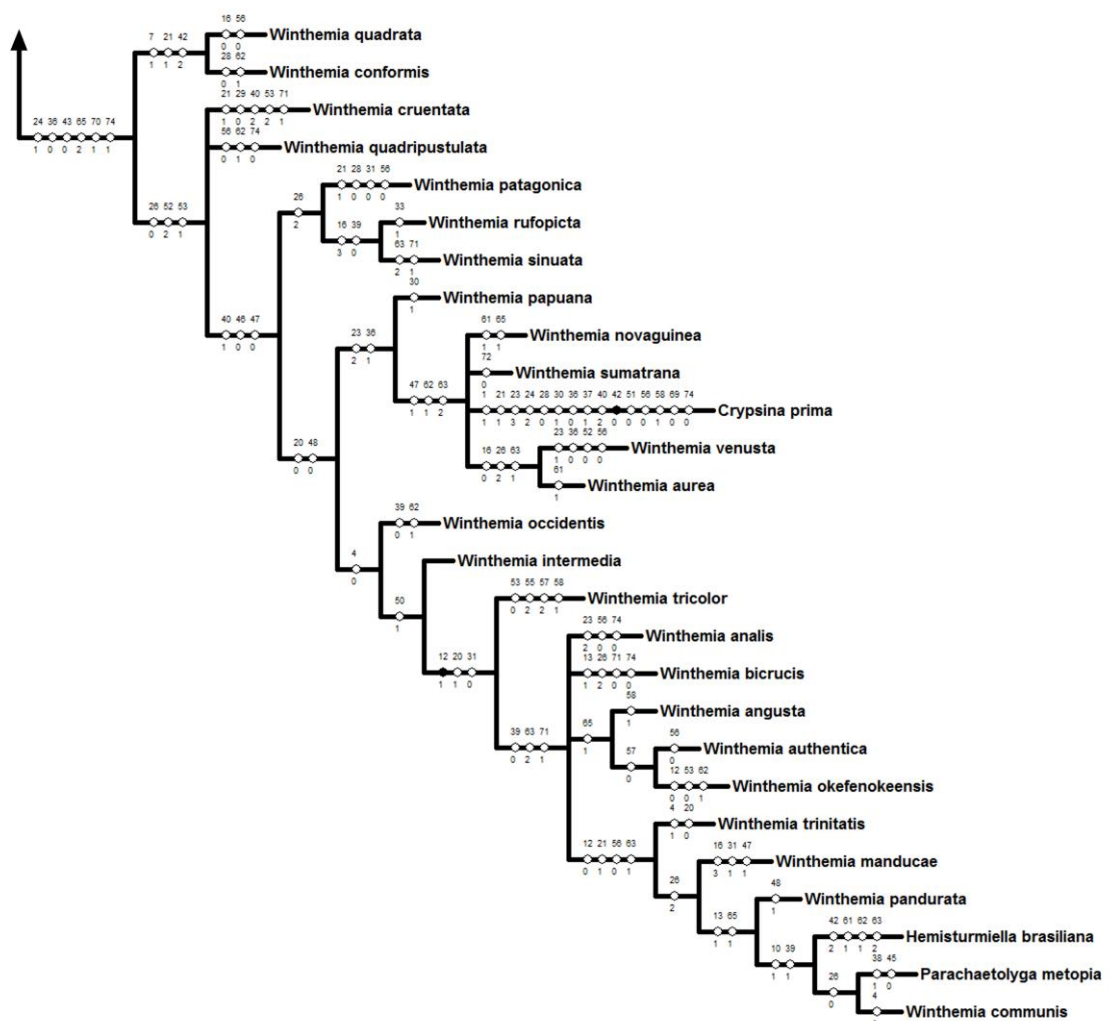 16 56
Winthemia quadrata
7 21 42
0 0
28 62
1 1 2
Winthemia conformis
0 1
21 29 40 53 71
Winthemia cruentata
24 36 43 65 70 74
1 0 2 2 1
56 62 74
1 0 0 2 1 1
Winthemia quadripustulata
0 1 0
21 28 31 56
Winthemia patagonica
26 52 53
26
1 0 0 0
0 2 1
2
33
Winthemia rufopicta
16 39
1
3 0
63 71
Winthemia sinuata
2 1
30
Winthemia papuana
40 46 47
1
1 0 0
23 36
61 65
Winthemia novaguinea
2 1
1 1
72
Winthemia sumatrana
47 62 63
0
1 1 2
1 21 23 24 28 30 36 37 40 42 51 56 58 69 74
Crypsina prima
1 1 3 2 0 1 0 1 2 0 0 0 1 0 0
23 36 52 56
Winthemia venusta
20 48
16 26 63
1 0 0 0
0 0
0 2 1
61
Winthemia aurea
1
39 62
Winthemia occidentis
4
0 1
0
Winthemia intermedia
50
53 55 57 58
Winthemia tricolor
1
0 2 2 1
23 56 74
Winthemia analis
2 0 0
12 20 31
13 26 71 74
Winthemia bicrucis
1 1 0
1 2 0 0
58
Winthemia angusta
65
1
39 63 71
1
56
Winthemia authentica
0 2 1
57
0
0
12 53 62
Winthemia okefenokeensis
0 0 1
4 20
Winthemia trinitatis
12 21 56 63
1 0
0 1 0 1
16 31 47
Winthemia manducae
26
3 1 1
2
48
Winthemia pandurata
13 65
1
1 1
42 61 62 63
Hemisturmiella brasiliana
10 39
2 1 1 2
1 1
38 45
Parachaetolyga metopia
26
1 0
0
4
Winthemia communis